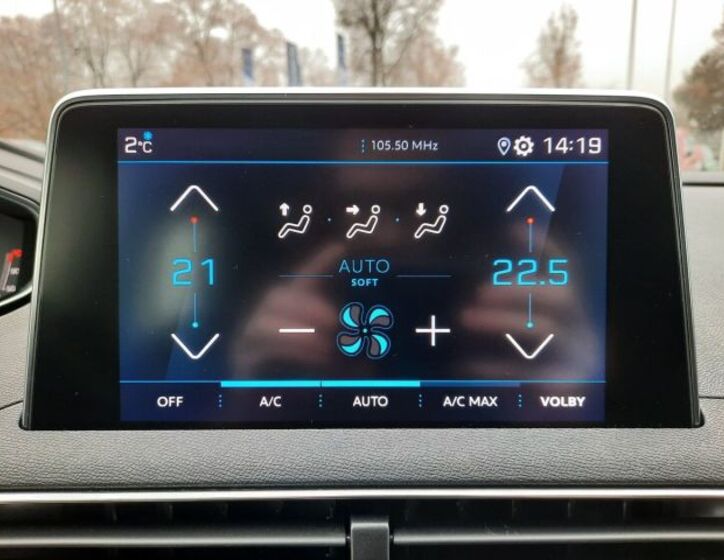 2°C 105.50 MHz 14:19
21 AUTO 22.5
SOFT
OFF A/C AUTO A/C MAX VOLBY